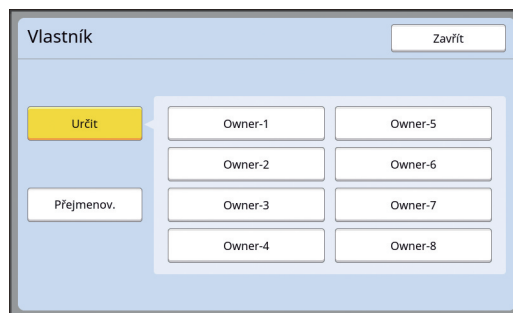 Vlastník
Zavřít
Určit
Owner-1
Owner-5
Owner-2
Owner-6
Přejmenov.
Owner-3
Owner-7
Owner-4
Owner-8